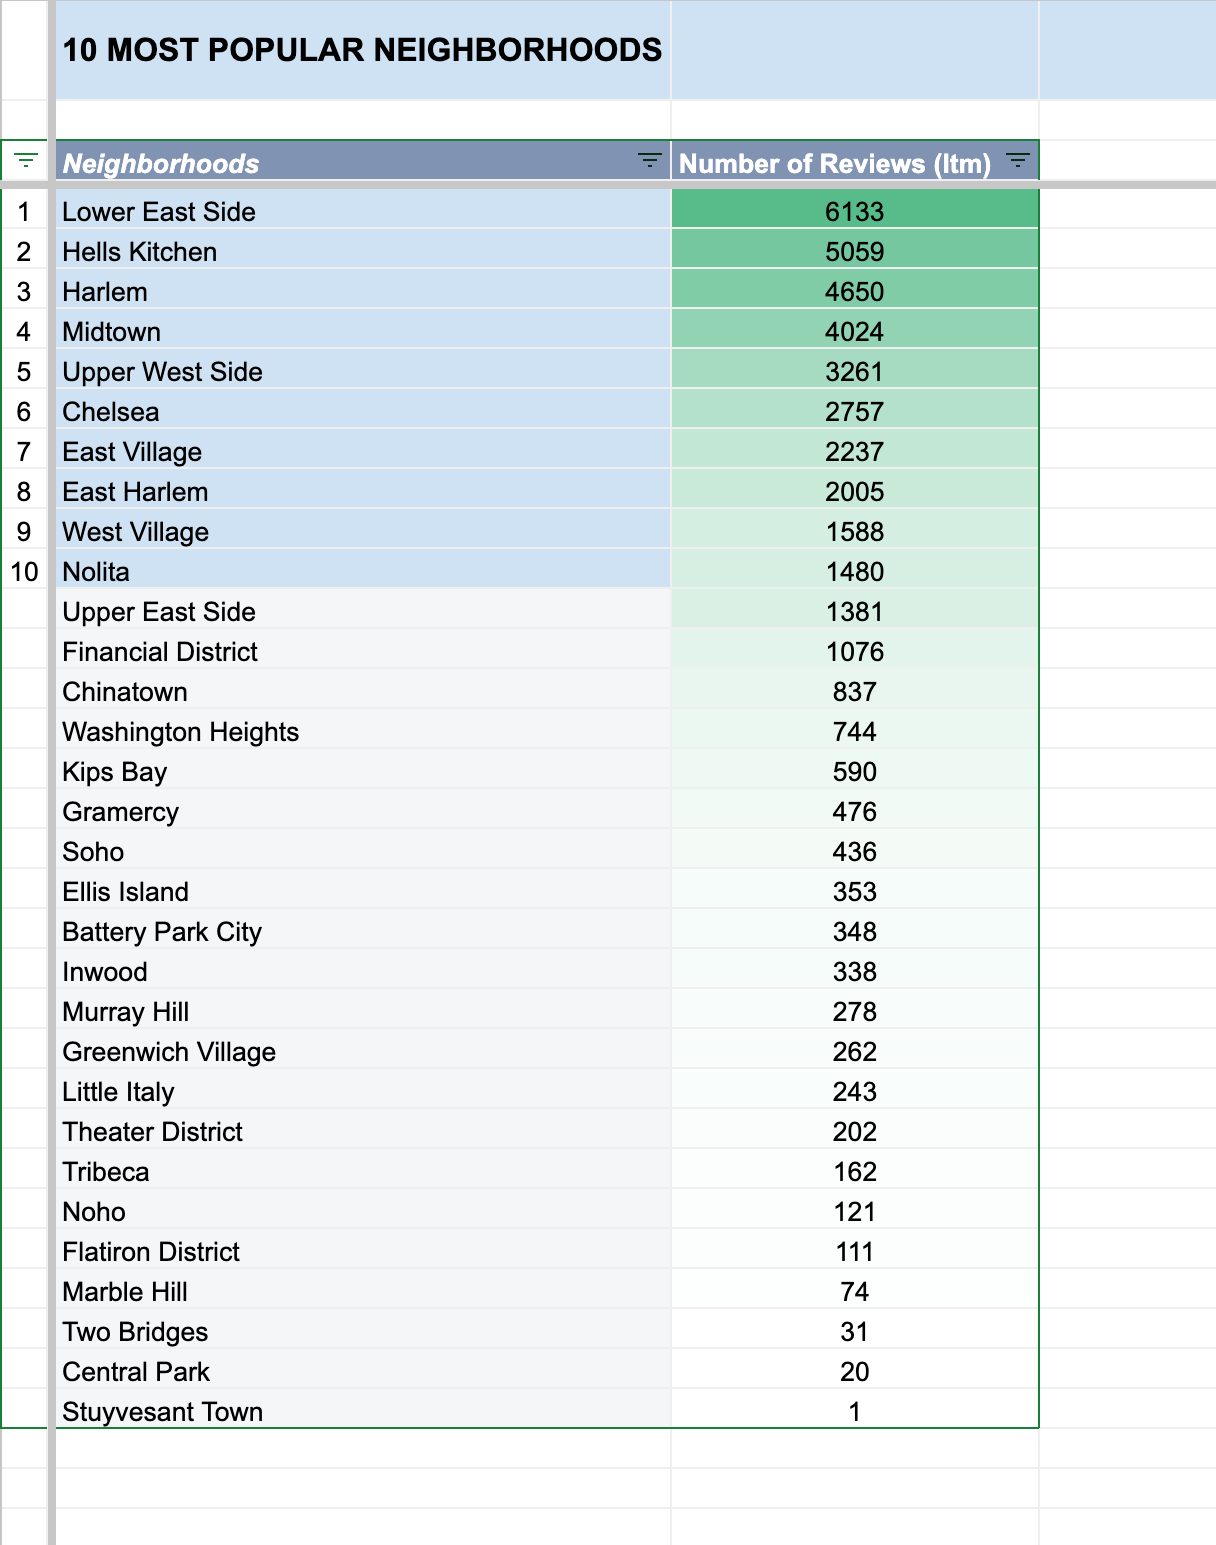 10 MOST POPULAR NEIGHBORHOODS
Neighborhoods Number of Reviews (ltm)
1 Lower East Side 6133
2 Hells Kitchen 5059
3 Harlem 4650
4 Midtown 4024
5 Upper West Side 3261
6 Chelsea 2757
7 East Village 2237
8 East Harlem 2005
9 West Village 1588
10 Nolita 1480
Upper East Side 1381
Financial District 1076
Chinatown 837
Washington Heights 744
Kips Bay 590
Gramercy 476
Soho 436
Ellis Island 353
Battery Park City 348
Inwood 338
Murray Hill 278
Greenwich Village 262
Little Italy 243
Theater District 202
Tribeca 162
Noho 121
Flatiron District 111
Marble Hill 74
Two Bridges 31
Central Park 20
Stuyvesant Town 1